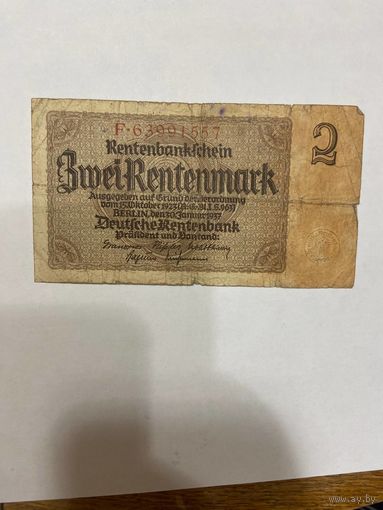 F·63991557
Rentenbankschein
Zwei Rentenmark
2
Ausgegeben auf Grund der Verordnung
vom 15. Oktober 1923 (R.G.Bl. I S. 963)
BERLIN, den 30. Januar 1937
Deutsche Rentenbank
Präsident und Vorstand:
www.ay.by